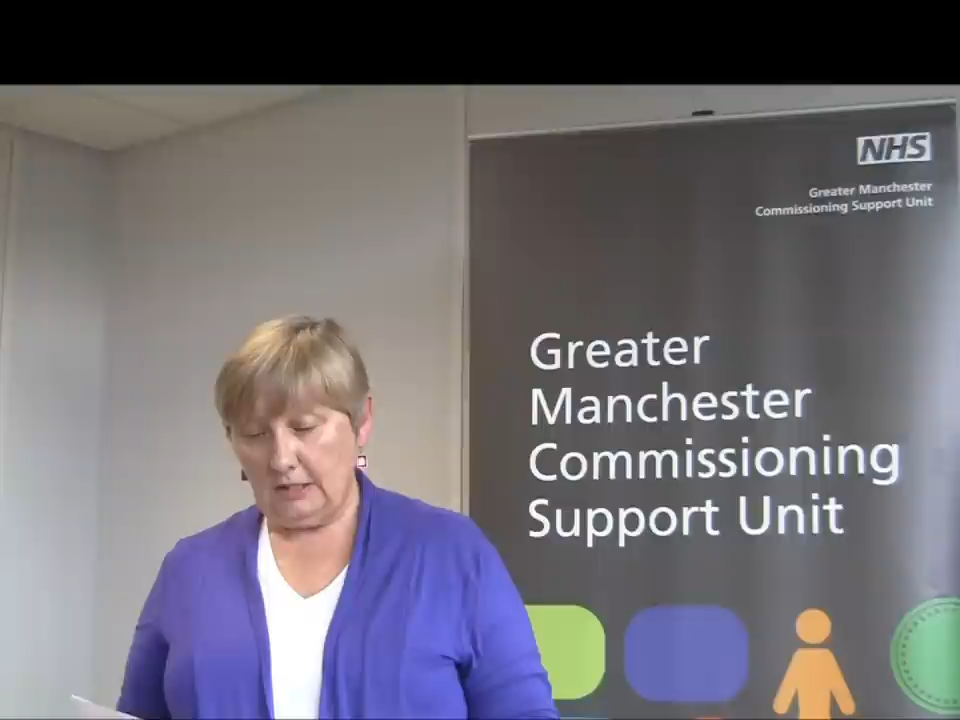 NHS
Greater Manchester
Commissioning Support Unit
Greater
Manchester
Commissioning
Support Unit